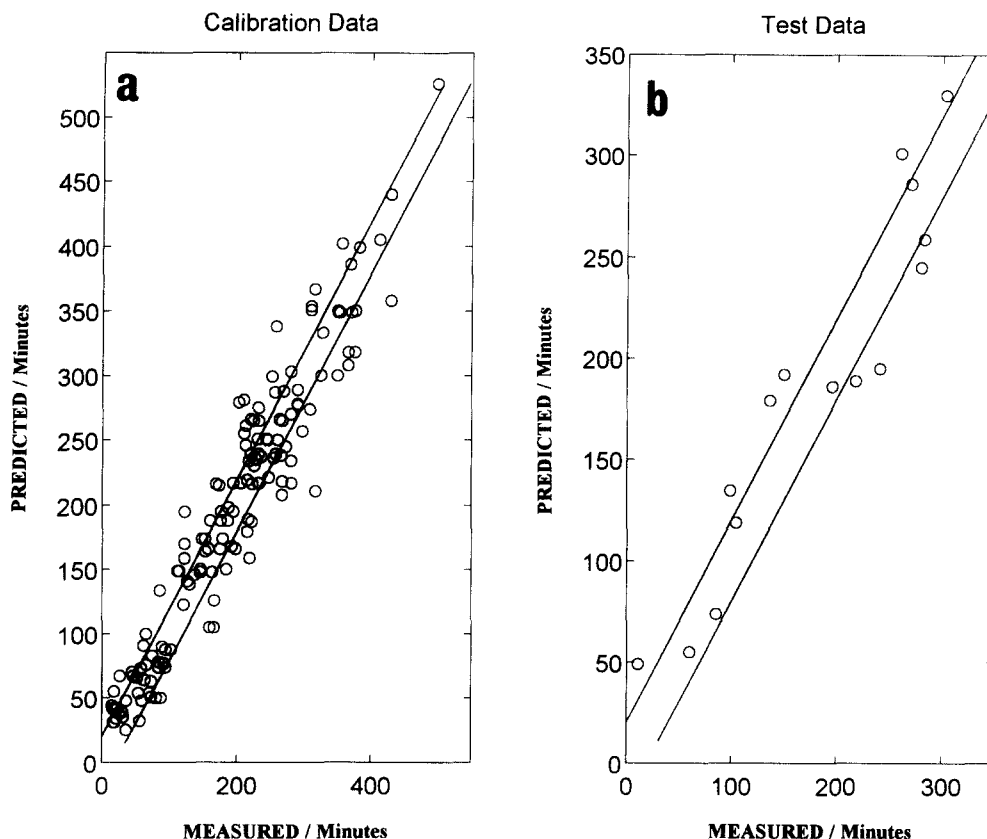 Calibration Data
a
500
450
400
350
300
250
200
150
100
50
0
0 200 400
PREDICTED / Minutes
MEASURED / Minutes
Test Data
b
350
300
250
200
150
100
50
0
0 100 200 300
PREDICTED / Minutes
MEASURED / Minutes